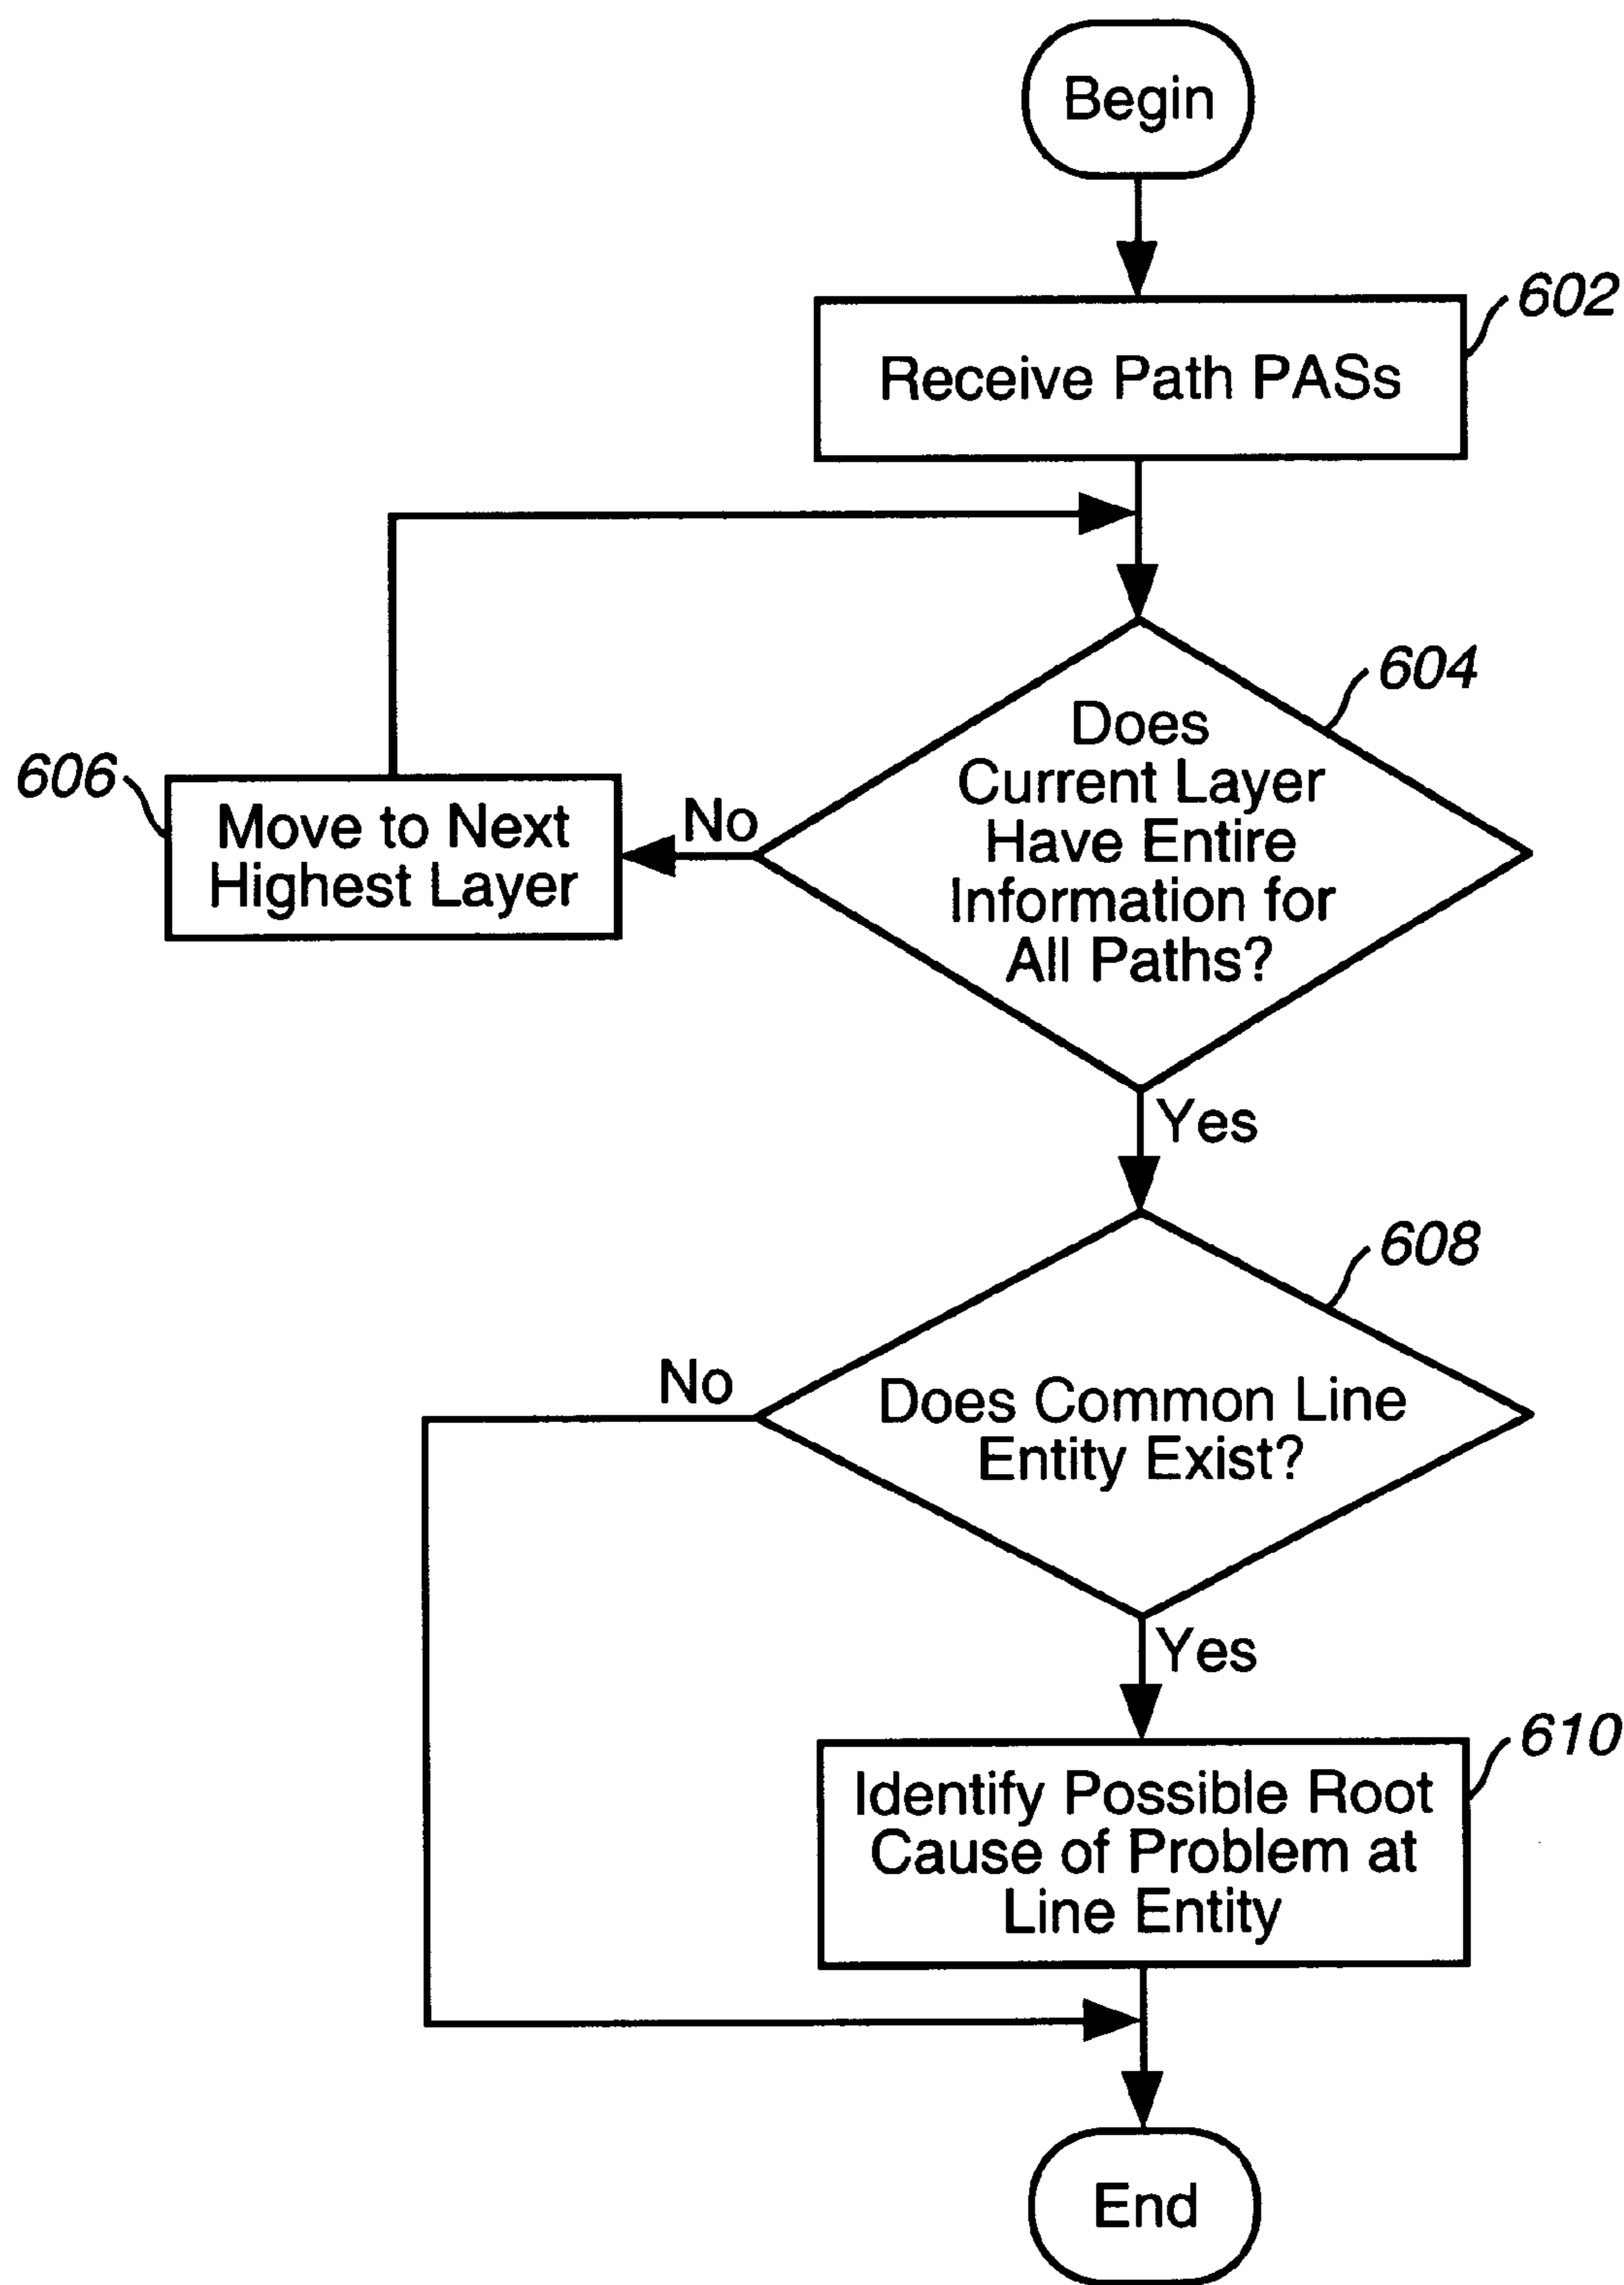 Begin
602
Receive Path PASs
604
Does
Current Layer
Have Entire
Information for
All Paths?
No
606
Move to Next
Highest Layer
Yes
608
Does Common Line
Entity Exist?
No
Yes
610
Identify Possible Root
Cause of Problem at
Line Entity
End